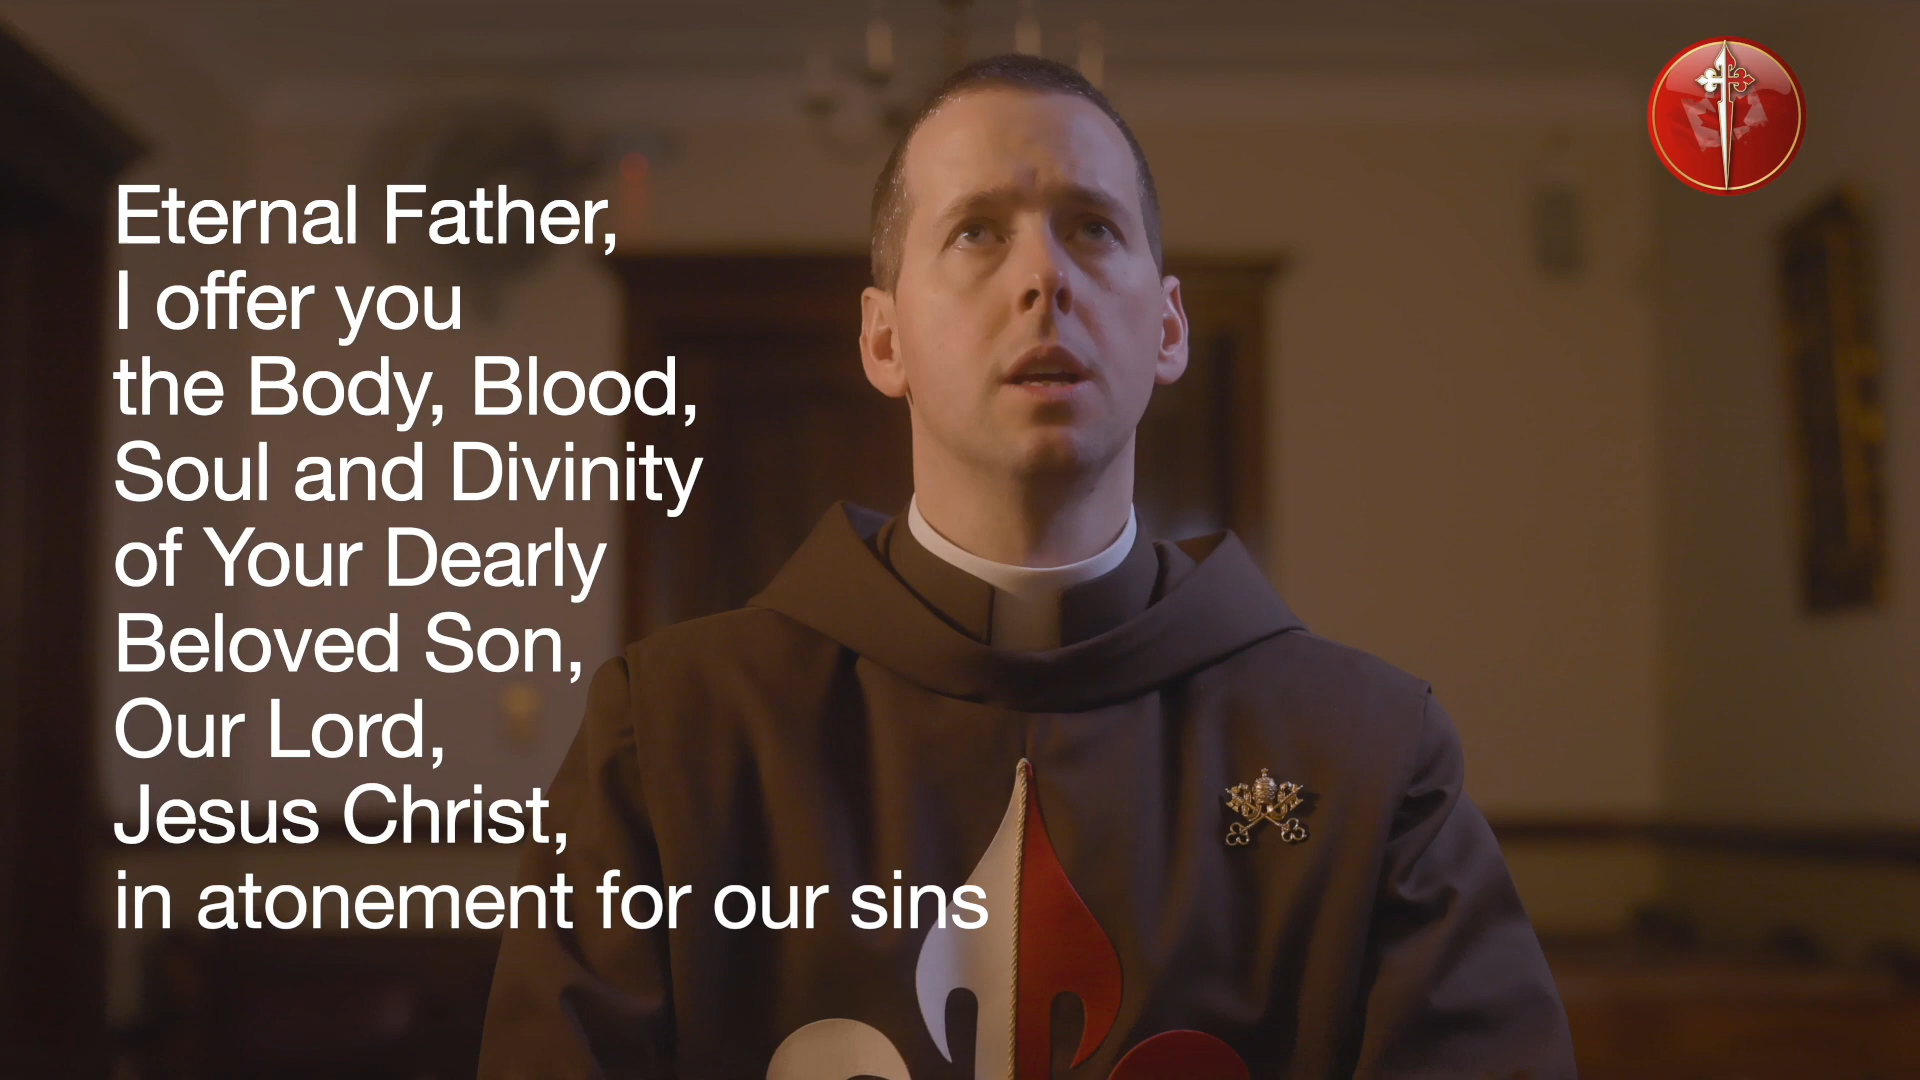 Eternal Father,
I offer you
the Body, Blood,
Soul and Divinity
of Your Dearly
Beloved Son,
Our Lord,
Jesus Christ,
in atonement for our sins